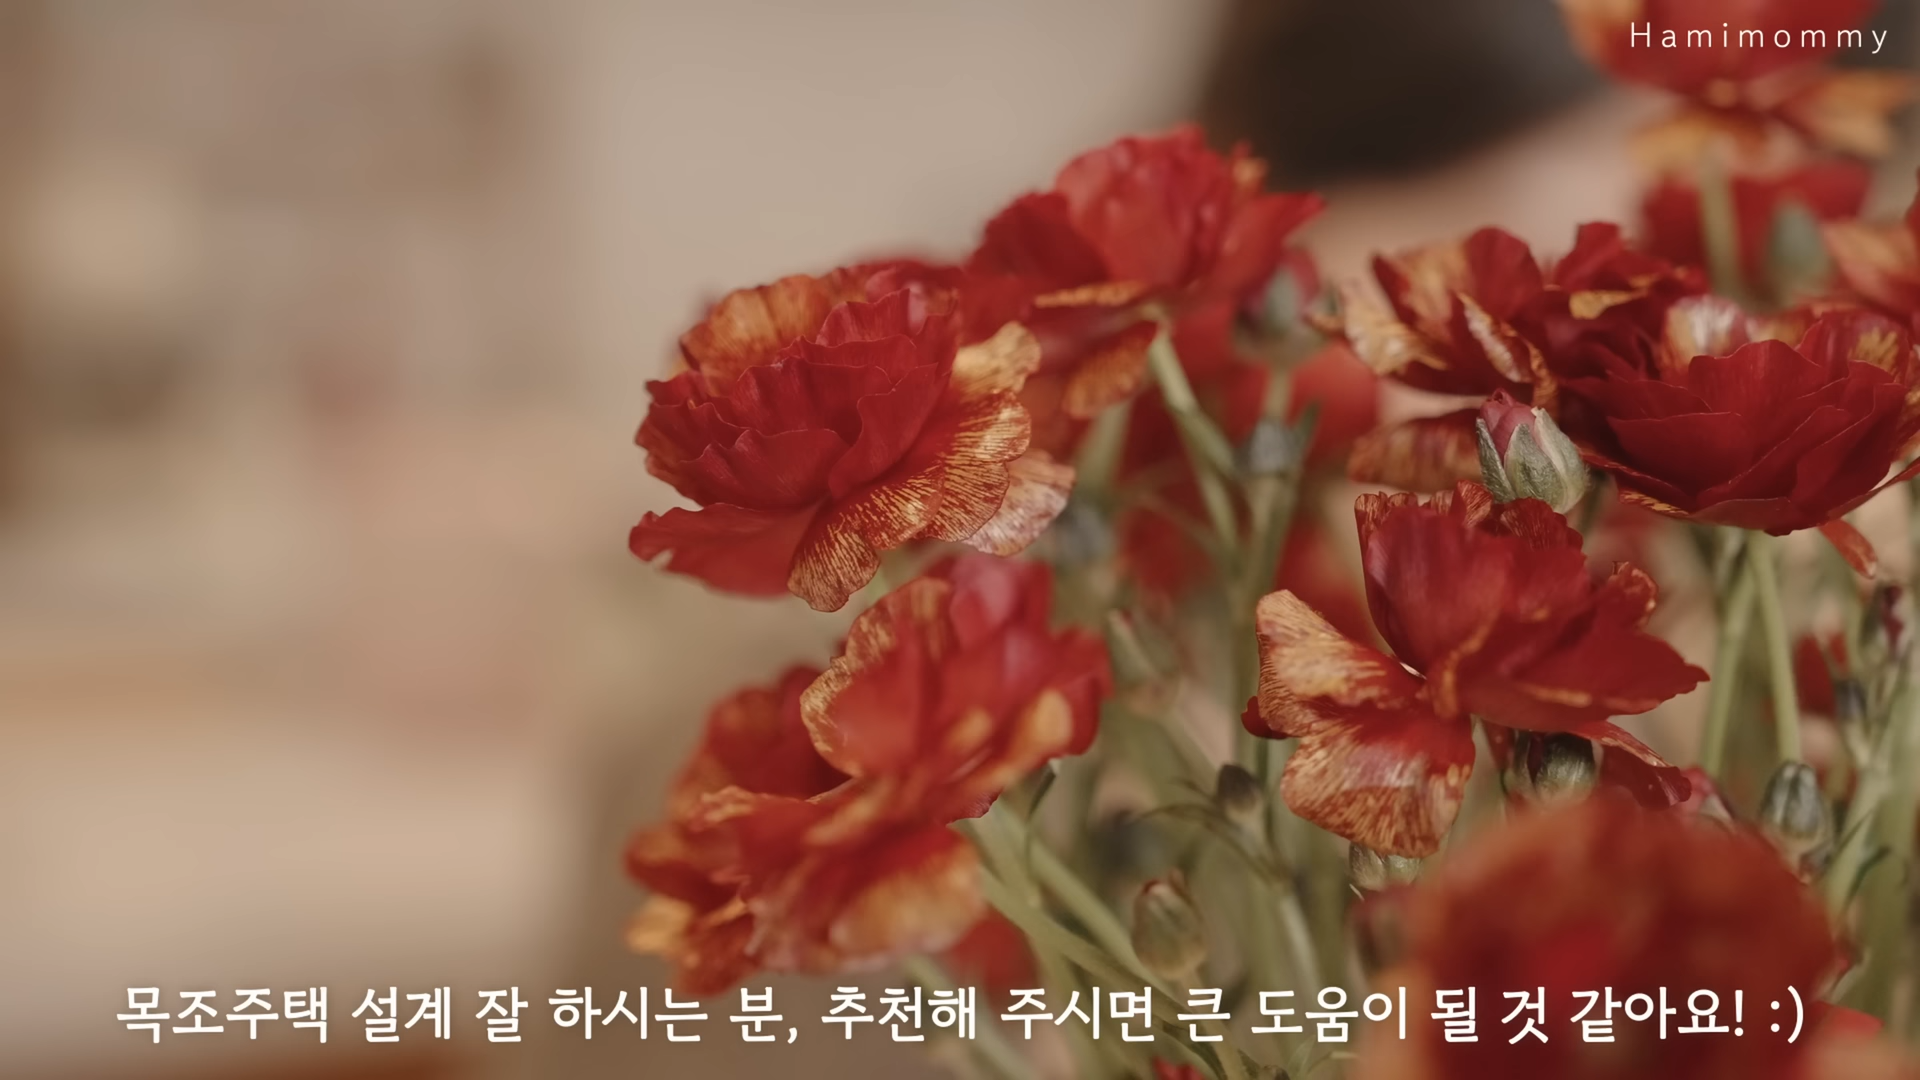 Hamimommy
목조주택 설계 잘 하시는 분, 추천해 주시면 큰 도움이 될 것 같아요! :)